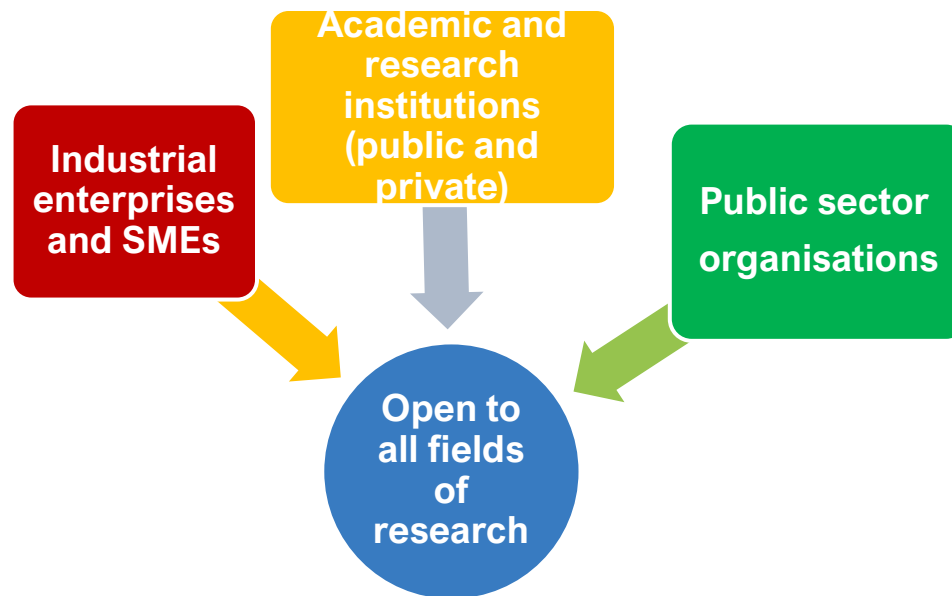 Academic and
research
institutions
(public and
private)
Industrial
enterprises
and SMEs
Public sector
organisations
Open to
all fields
of
research